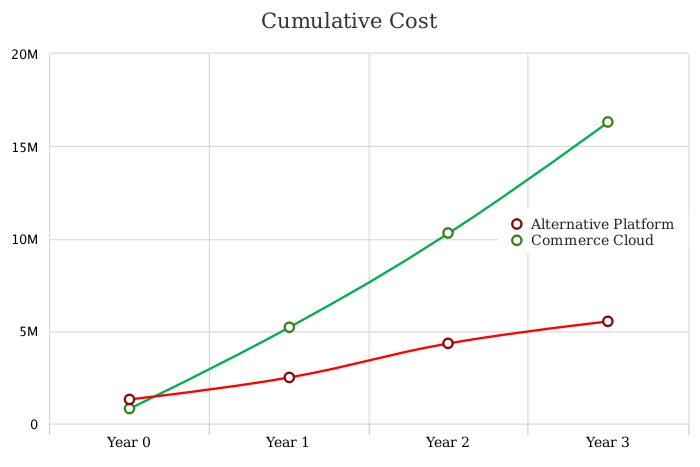 Cumulative Cost
20M
15M
10M
5M
0
Alternative Platform
Commerce Cloud
Year 0
Year 1
Year 2
Year 3